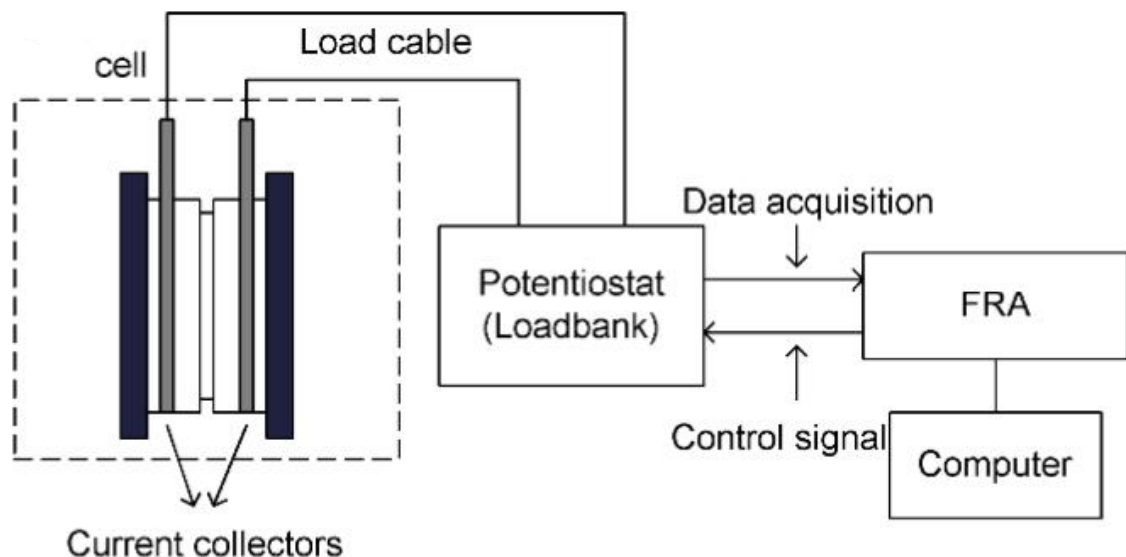 Load cable
cell
Data acquisition
Potentiostat
(Loadbank)
FRA
Control signal
Computer
Current collectors